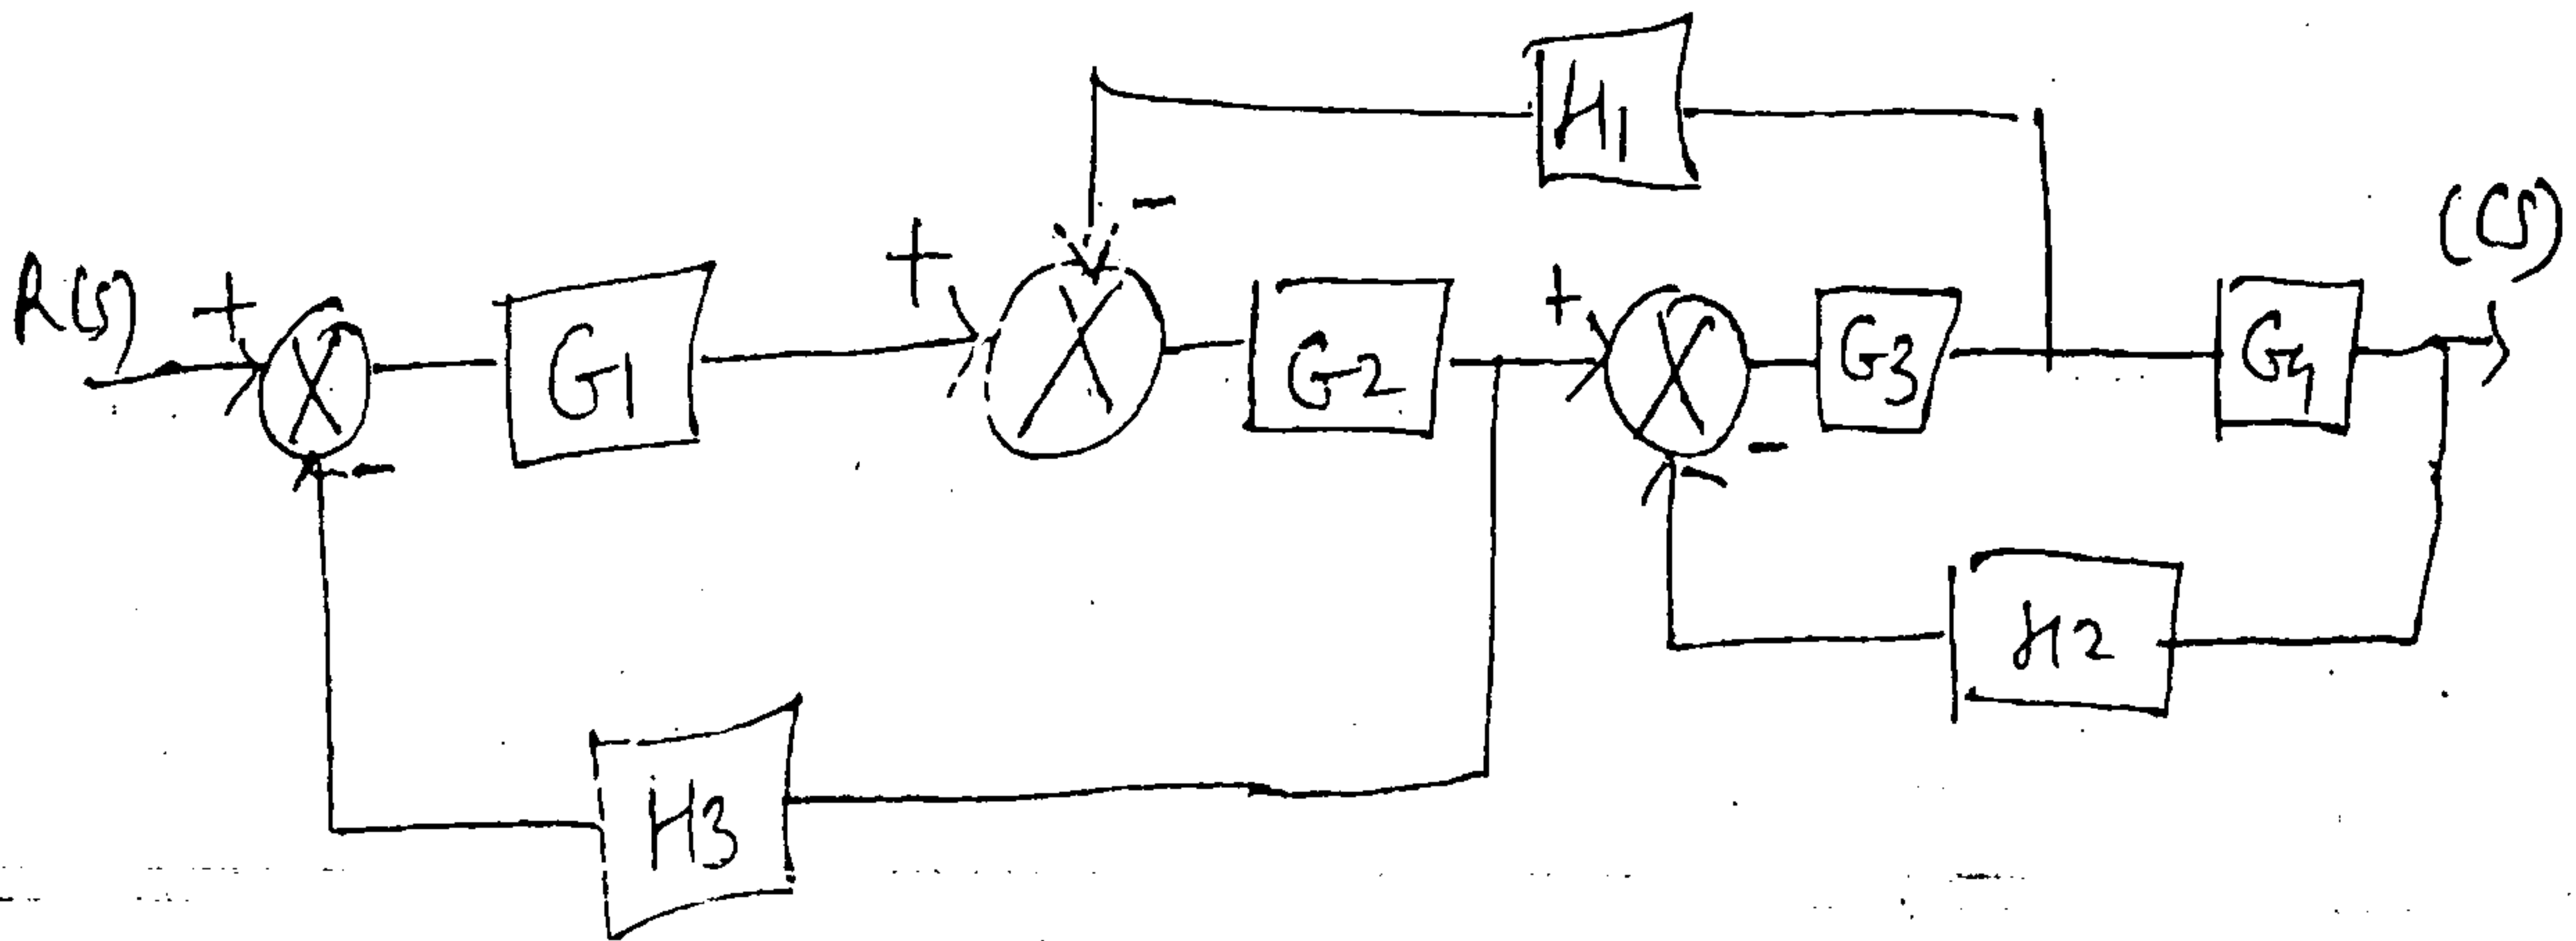 H1
(CS)
R(s)
+
G1
+
-
G2
+
G3
G4
-
-
H2
H3